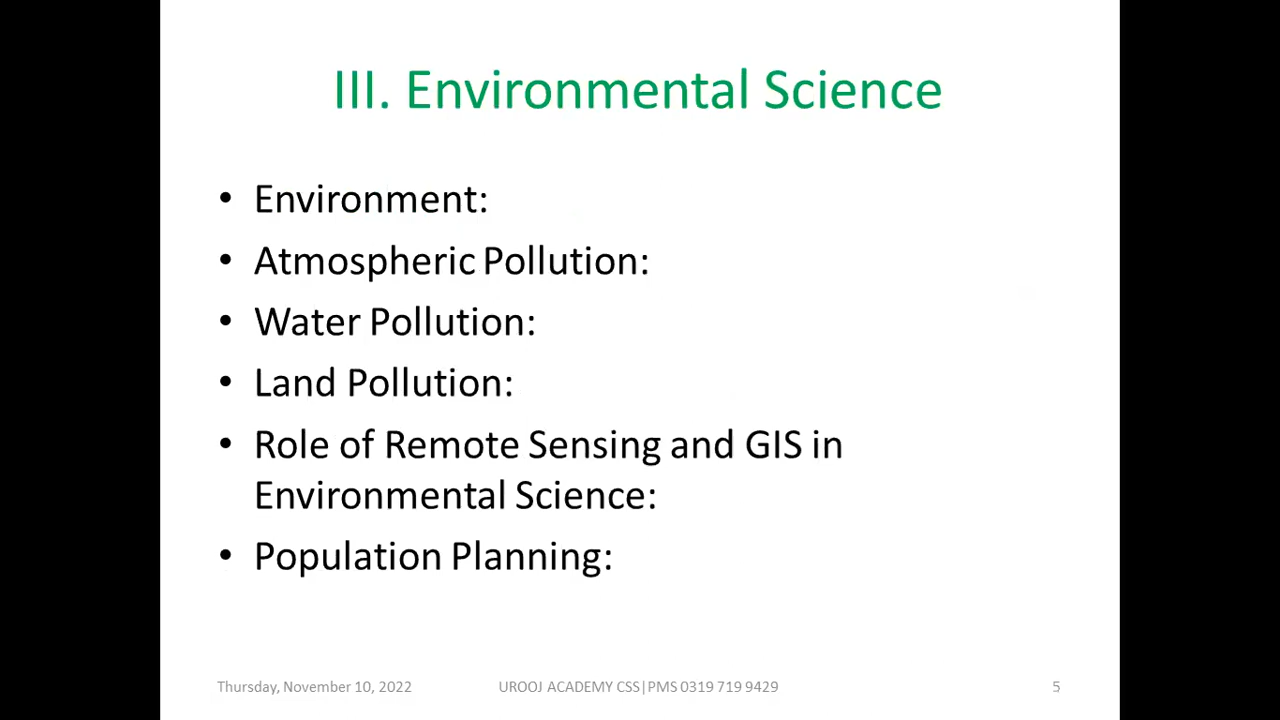 III. Environmental Science
• Environment:
• Atmospheric Pollution:
• Water Pollution:
• Land Pollution:
• Role of Remote Sensing and GIS in
Environmental Science:
• Population Planning:
Thursday, November 10, 2022
UROOJ ACADEMY CSS|PMS 0319 719 9429
5